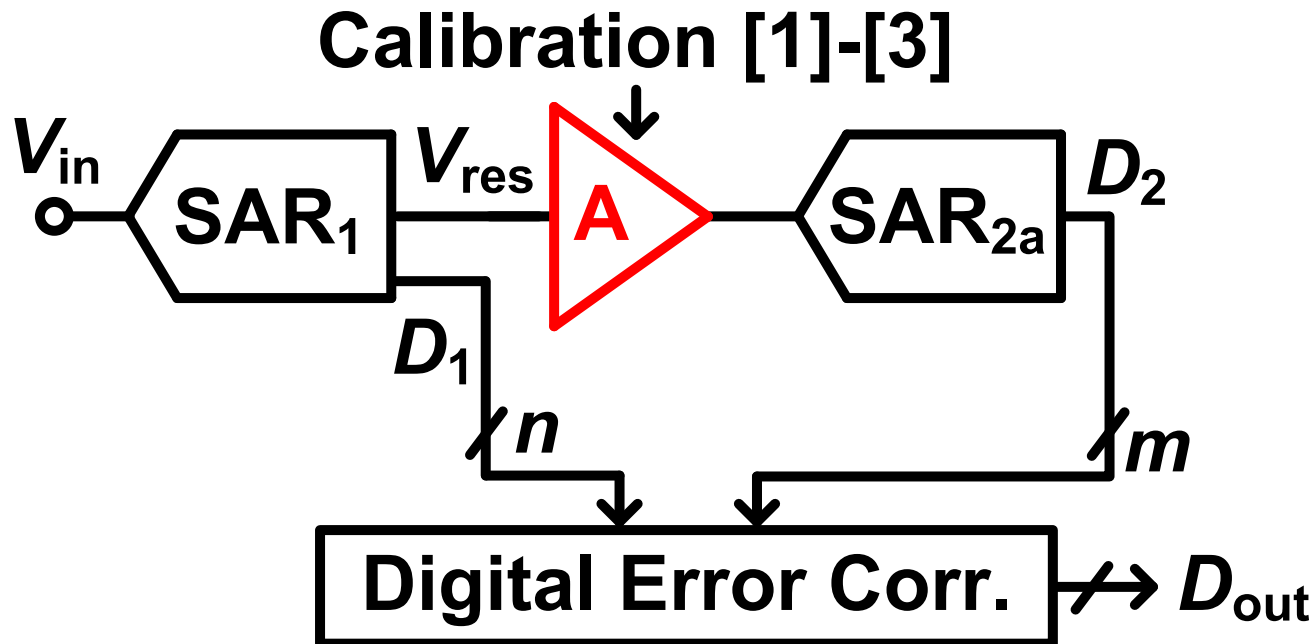 Calibration [1]-[3]
Vin
SAR1
Vres
A
SAR2a
D2
D1
n
m
Digital Error Corr.
Dout